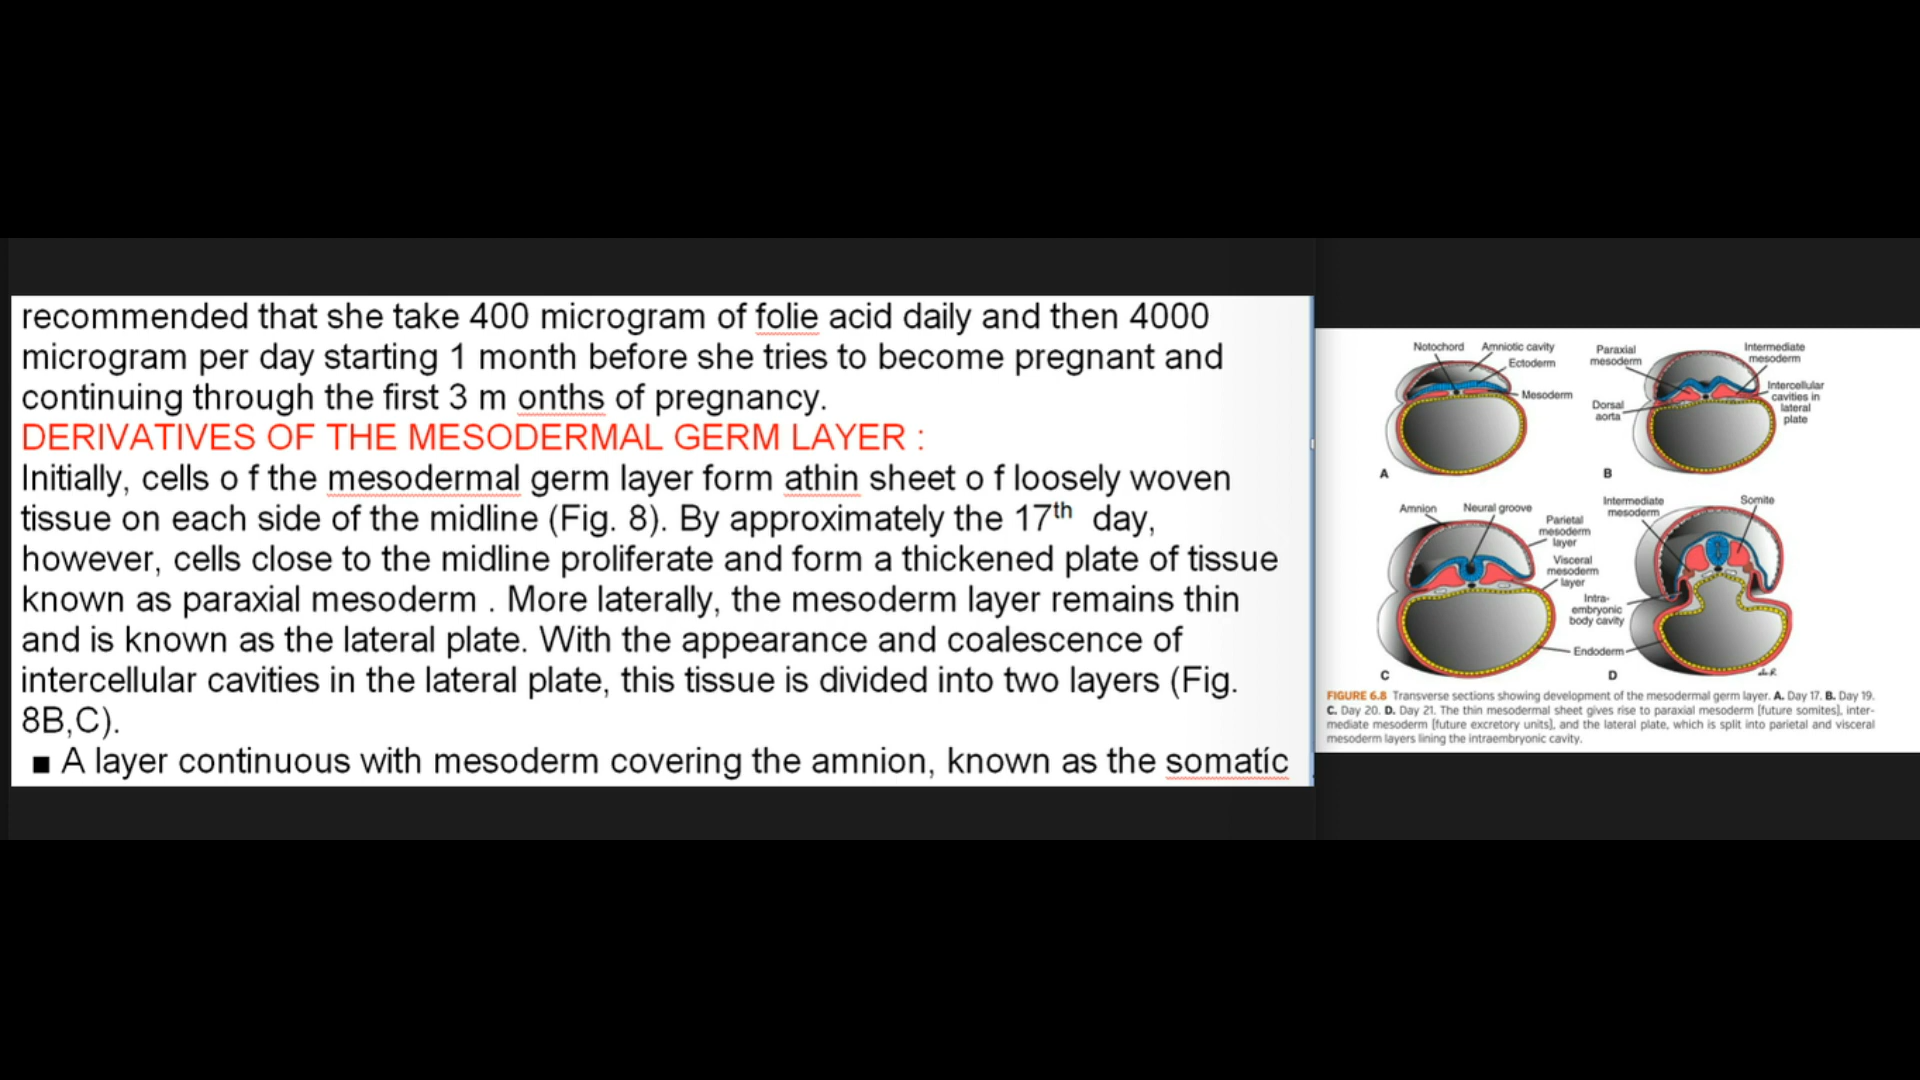 recommended that she take 400 microgram of folie acid daily and then 4000
microgram per day starting 1 month before she tries to become pregnant and
continuing through the first 3 m onths of pregnancy.
DERIVATIVES OF THE MESODERMAL GERM LAYER :
Initially, cells o f the mesodermal germ layer form athin sheet o f loosely woven
tissue on each side of the midline (Fig. 8). By approximately the 17th day,
however, cells close to the midline proliferate and form a thickened plate of tissue
known as paraxial mesoderm . More laterally, the mesoderm layer remains thin
and is known as the lateral plate. With the appearance and coalescence of
intercellular cavities in the lateral plate, this tissue is divided into two layers (Fig.
8B,C).
■ A layer continuous with mesoderm covering the amnion, known as the somatíc
Notochord
Amniotic cavity
Ectoderm
Mesoderm
A
Paraxial
mesoderm
Intermediate
mesoderm
Intercellular
cavities in
lateral
plate
Dorsal
aorta
B
Amnion
Neural groove
Parietal
mesoderm
layer
Visceral
mesoderm
layer
Intra-
embryonic
body cavity
Endoderm
C
Intermediate
mesoderm
Somite
D
FIGURE 6.8 Transverse sections showing development of the mesodermal germ layer. A. Day 17. B. Day 19.
C. Day 20. D. Day 21. The thin mesodermal sheet gives rise to paraxial mesoderm [future somites], inter-
mediate mesoderm [future excretory units], and the lateral plate, which is split into parietal and visceral
mesoderm layers lining the intraembryonic cavity.